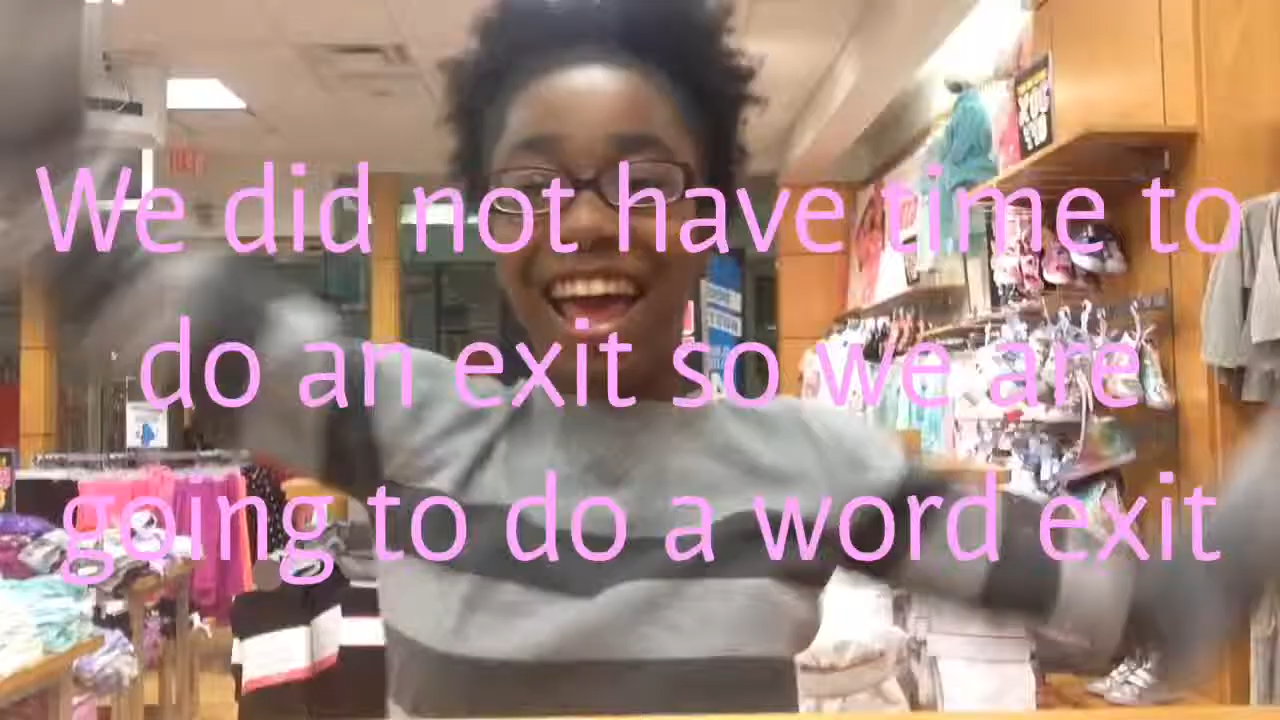 We did not have time to
do an exit so we are
going to do a word exit